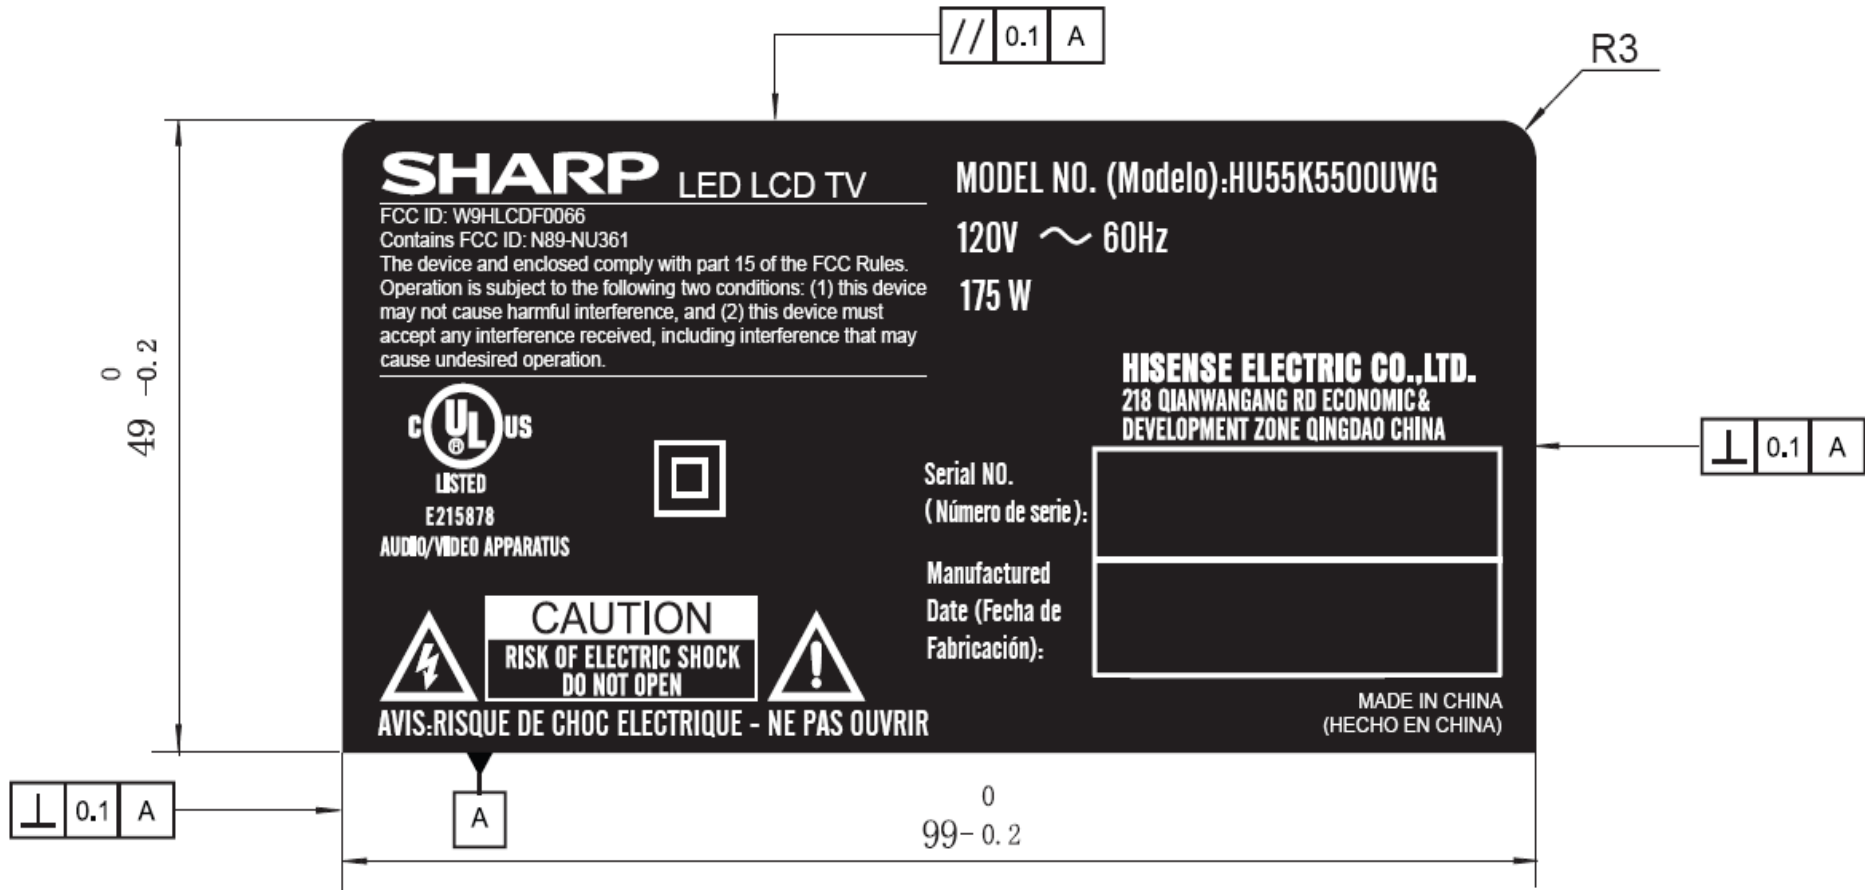 // 0.1 A
R3
SHARP LED LCD TV
FCC ID: W9HLCDF0066
Contains FCC ID: N89-NU361
The device and enclosed comply with part 15 of the FCC Rules.
Operation is subject to the following two conditions: (1) this device
may not cause harmful interference, and (2) this device must
accept any interference received, including interference that may
cause undesired operation.
MODEL NO. (Modelo):HU55K5500UWG
120V ～ 60Hz
175 W
HISENSE ELECTRIC CO.,LTD.
218 QIANWANGANG RD ECONOMIC&
DEVELOPMENT ZONE QINGDAO CHINA
C UL ® US
LISTED
E215878
AUDIO/VIDEO APPARATUS
Serial NO.
(Número de serie):
Manufactured
Date (Fecha de
Fabricación):
CAUTION
RISK OF ELECTRIC SHOCK
DO NOT OPEN
AVIS:RISQUE DE CHOC ELECTRIQUE - NE PAS OUVRIR
MADE IN CHINA
(HECHO EN CHINA)
0
49 -0.2
⊥ 0.1 A
⊥ 0.1 A
A
0
99-0.2